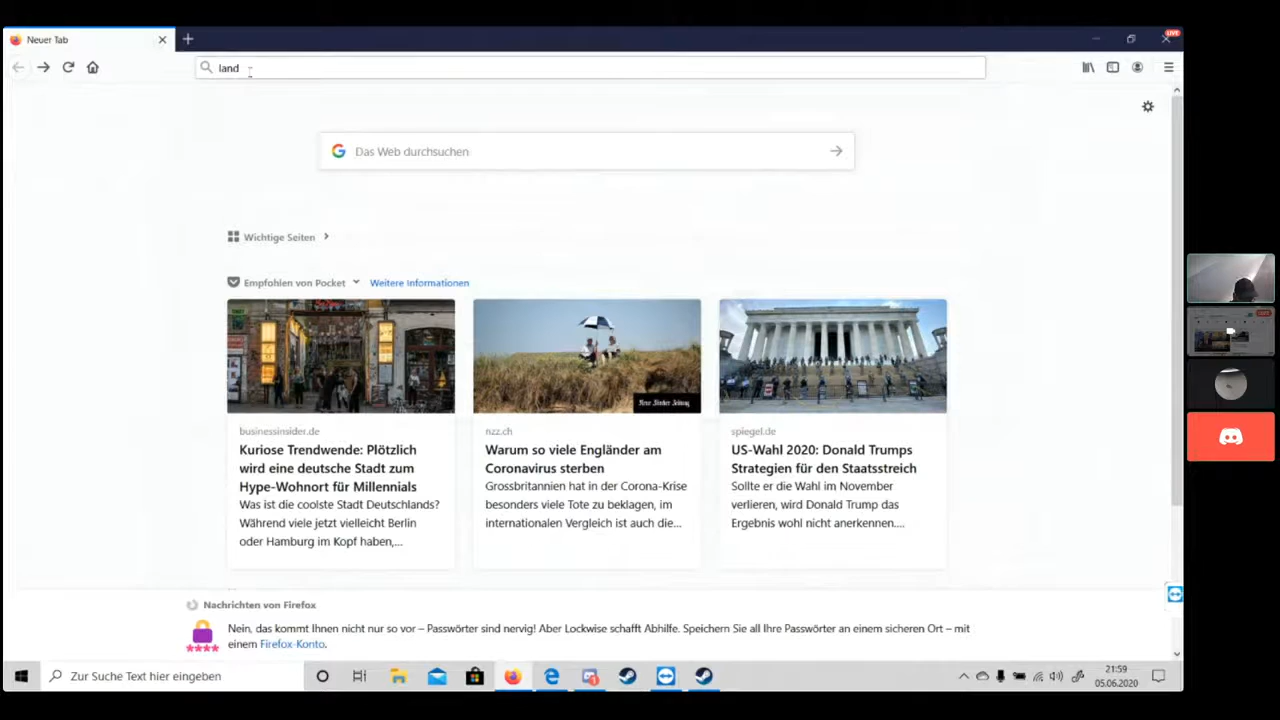 Neuer Tab
LIVE
land
Das Web durchsuchen
Wichtige Seiten
Empfohlen von Pocket
Weitere Informationen
Neue Zürcher Zeitung
businessinsider.de
Kuriose Trendwende: Plötzlich
wird eine deutsche Stadt zum
Hype-Wohnort für Millennials
Was ist die coolste Stadt Deutschlands?
Während viele jetzt vielleicht Berlin
oder Hamburg im Kopf haben,...
nzz.ch
Warum so viele Engländer am
Coronavirus sterben
Grossbritannien hat in der Corona-Krise
besonders viele Tote zu beklagen, im
internationalen Vergleich ist auch die...
spiegel.de
US-Wahl 2020: Donald Trumps
Strategien für den Staatsstreich
Sollte er die Wahl im November
verlieren, wird Donald Trump das
Ergebnis wohl nicht anerkennen....
Nachrichten von Firefox
Nein, das kommt Ihnen nicht nur so vor – Passwörter sind nervig! Aber Lockwise schafft Abhilfe. Speichern Sie all Ihre Passwörter an einem sicheren Ort – mit
einem Firefox-Konto.
Zur Suche Text hier eingeben
21:59
05.06.2020